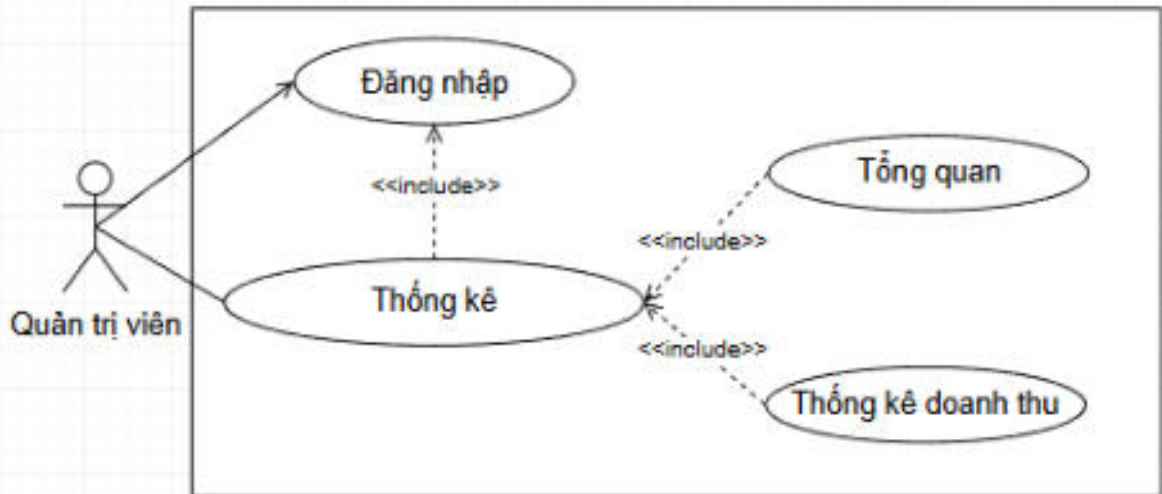 Đăng nhập
<<include>>
Tổng quan
<<include>>
Thống kê
Quản trị viên
<<include>>
Thống kê doanh thu